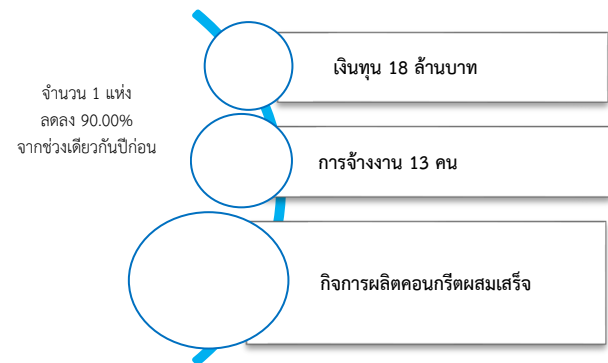 จำนวน 1 แห่ง
ลดลง 90.00%
จากช่วงเดียวกันปีก่อน
เงินทุน 18 ล้านบาท
การจ้างงาน 13 คน
กิจการผลิตคอนกรีตผสมเสร็จ